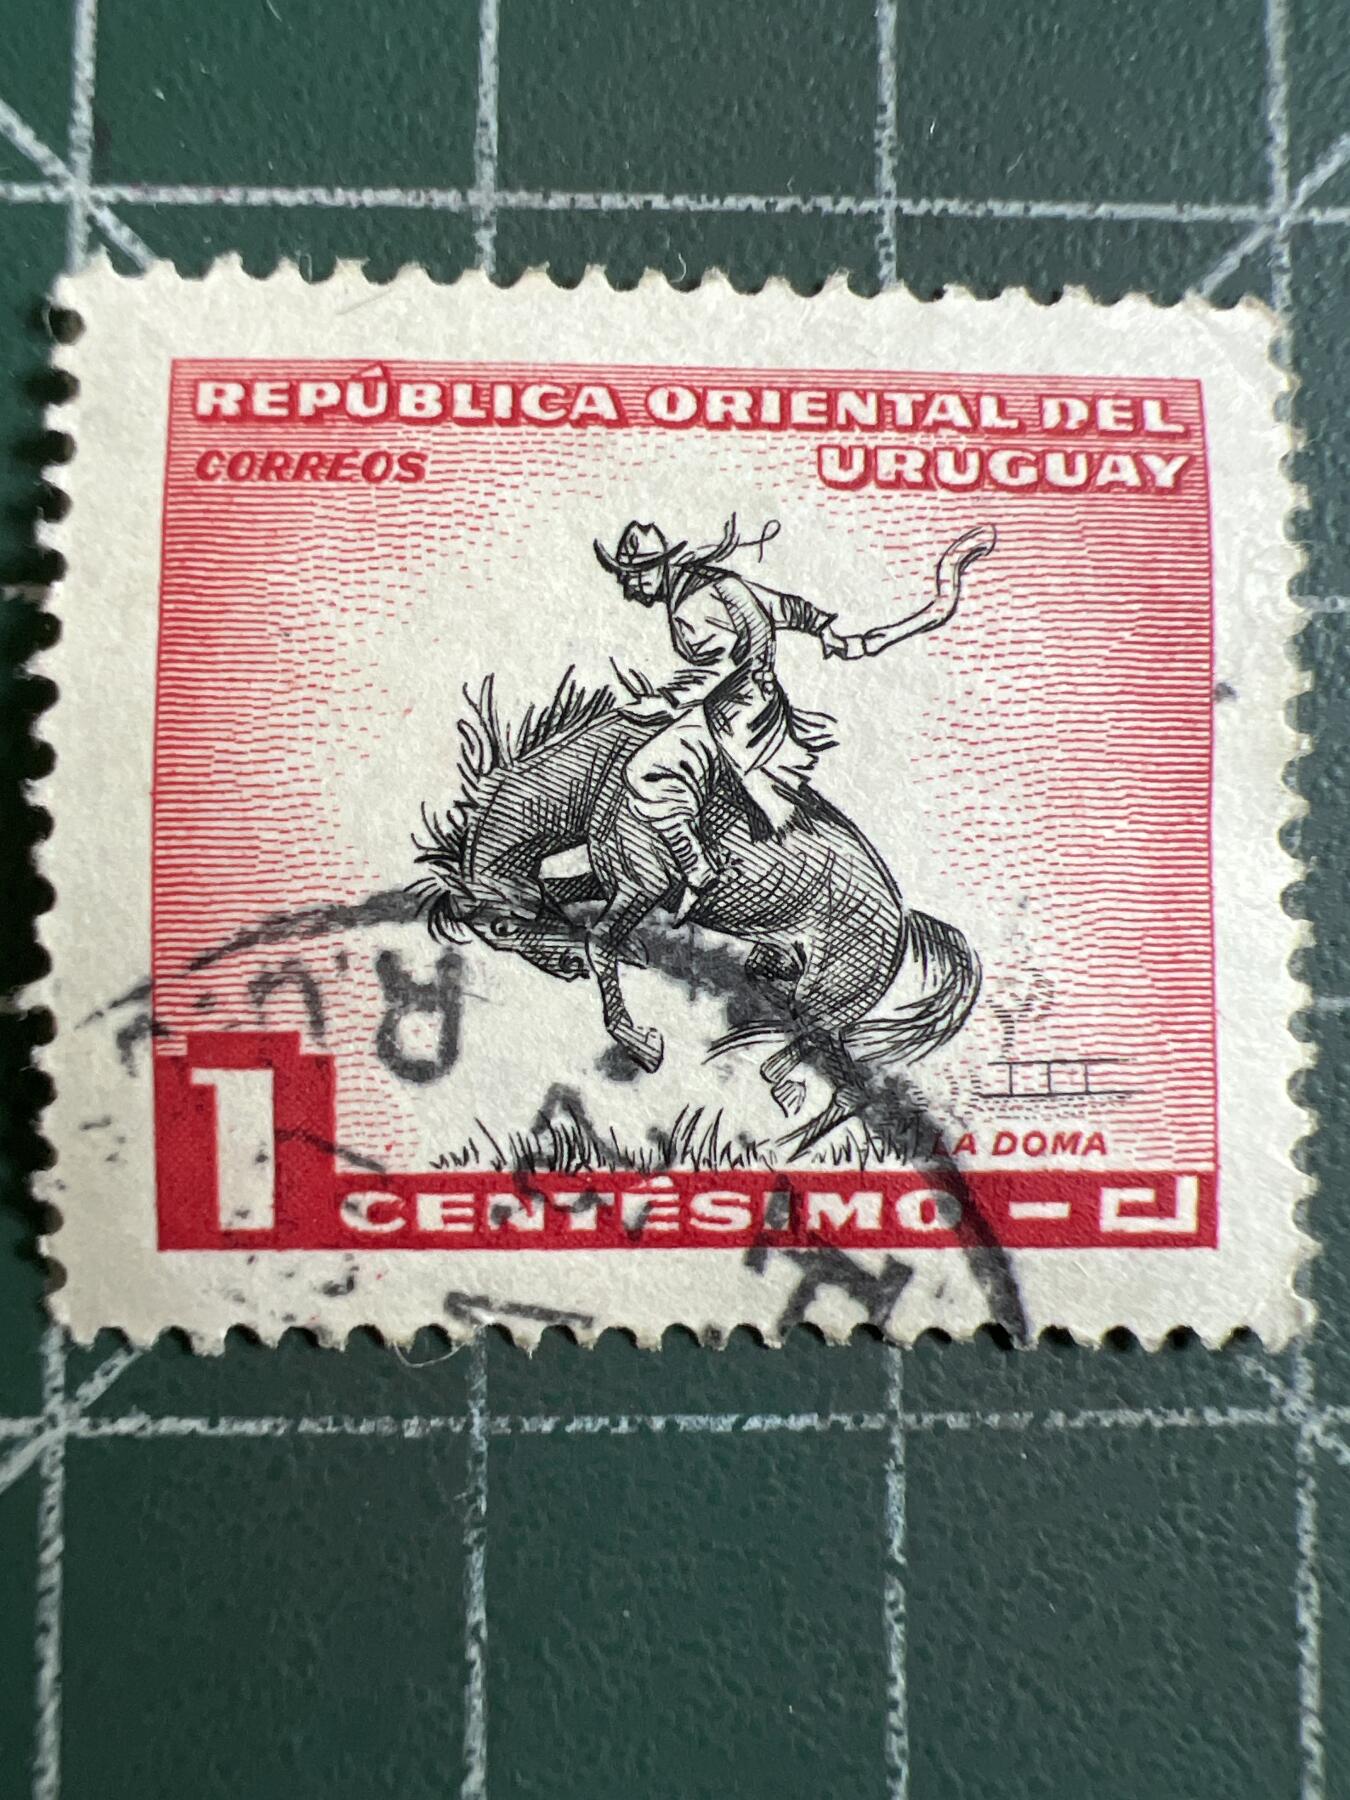 REPÚBLICA ORIENTAL DEL
CORREOS
URUGUAY
LA DOMA
1
CENTÉSIMO